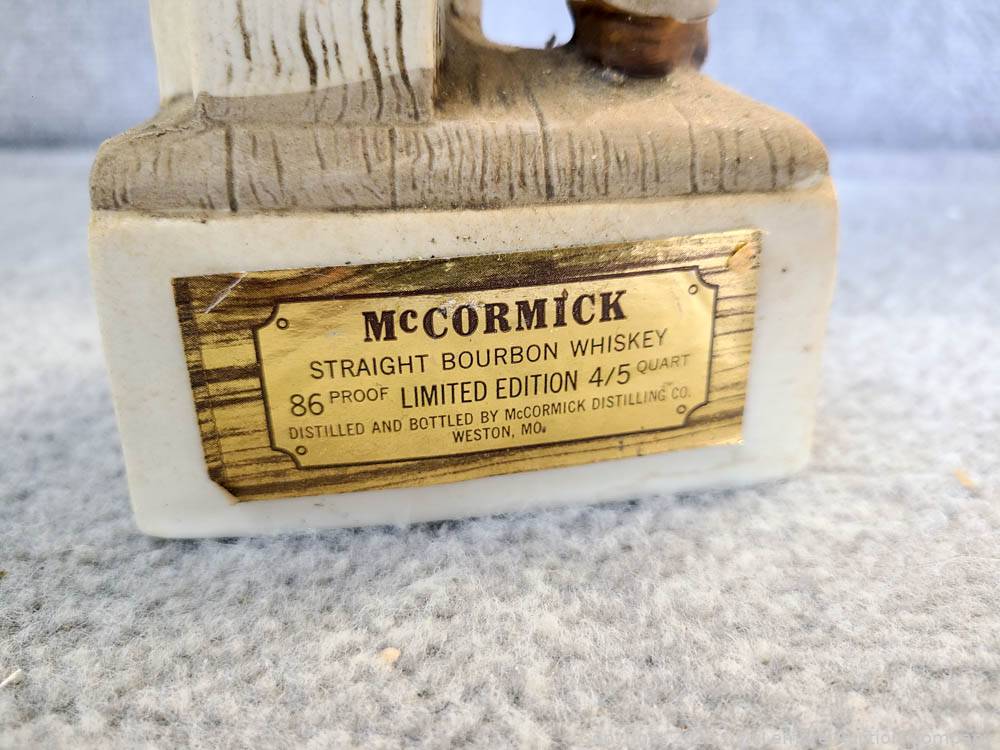 McCORMICK
STRAIGHT BOURBON WHISKEY
86 PROOF LIMITED EDITION 4/5 QUART
DISTILLED AND BOTTLED BY McCORMICK DISTILLING CO.
WESTON, MO.